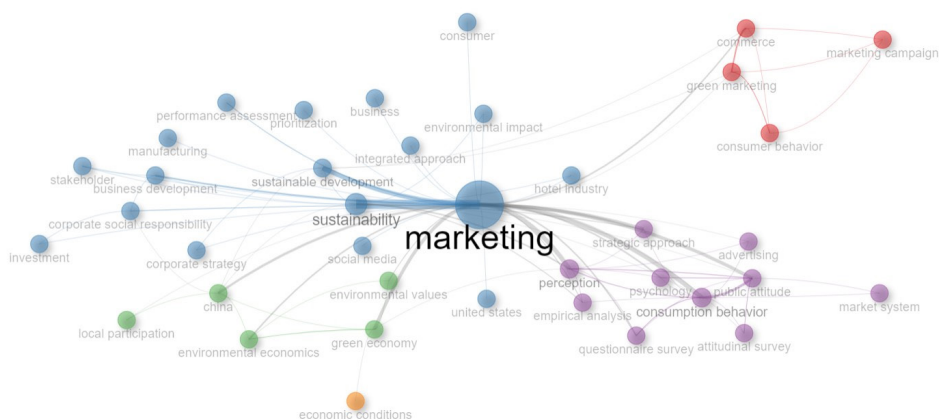 consumer
commerce
marketing campaign
green marketing
performance assessment
prioritization
business
environmental impact
consumer behavior
manufacturing
integrated approach
stakeholder
business development
sustainable development
hotel industry
corporate social responsibility
sustainability
marketing
strategic approach
investment
corporate strategy
social media
advertising
perception
psychology
public attitude
china
environmental values
united states
empirical analysis
consumption behavior
market system
local participation
environmental economics
green economy
questionnaire survey
attitudinal survey
economic conditions